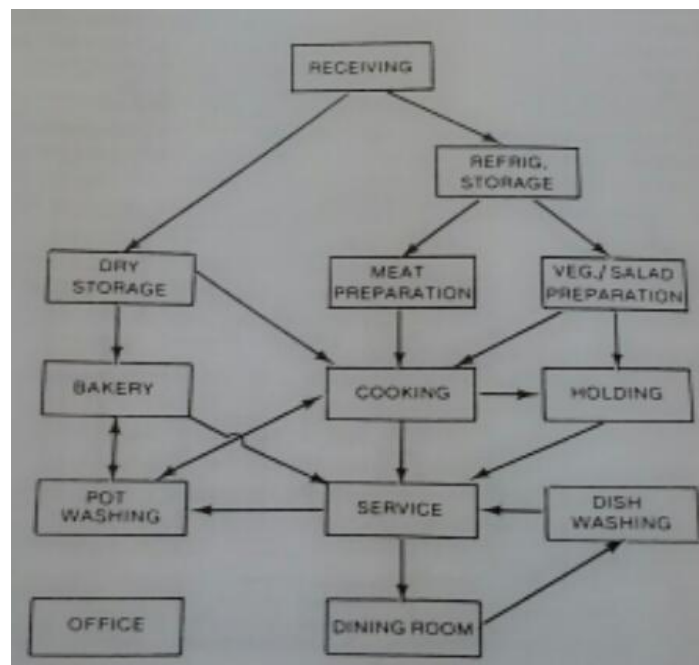 RECEIVING
REFRIG.
STORAGE
DRY
STORAGE
MEAT
PREPARATION
VEG./SALAD
PREPARATION
BAKERY
COOKING
HOLDING
POT
WASHING
SERVICE
DISH
WASHING
OFFICE
DINING ROOM